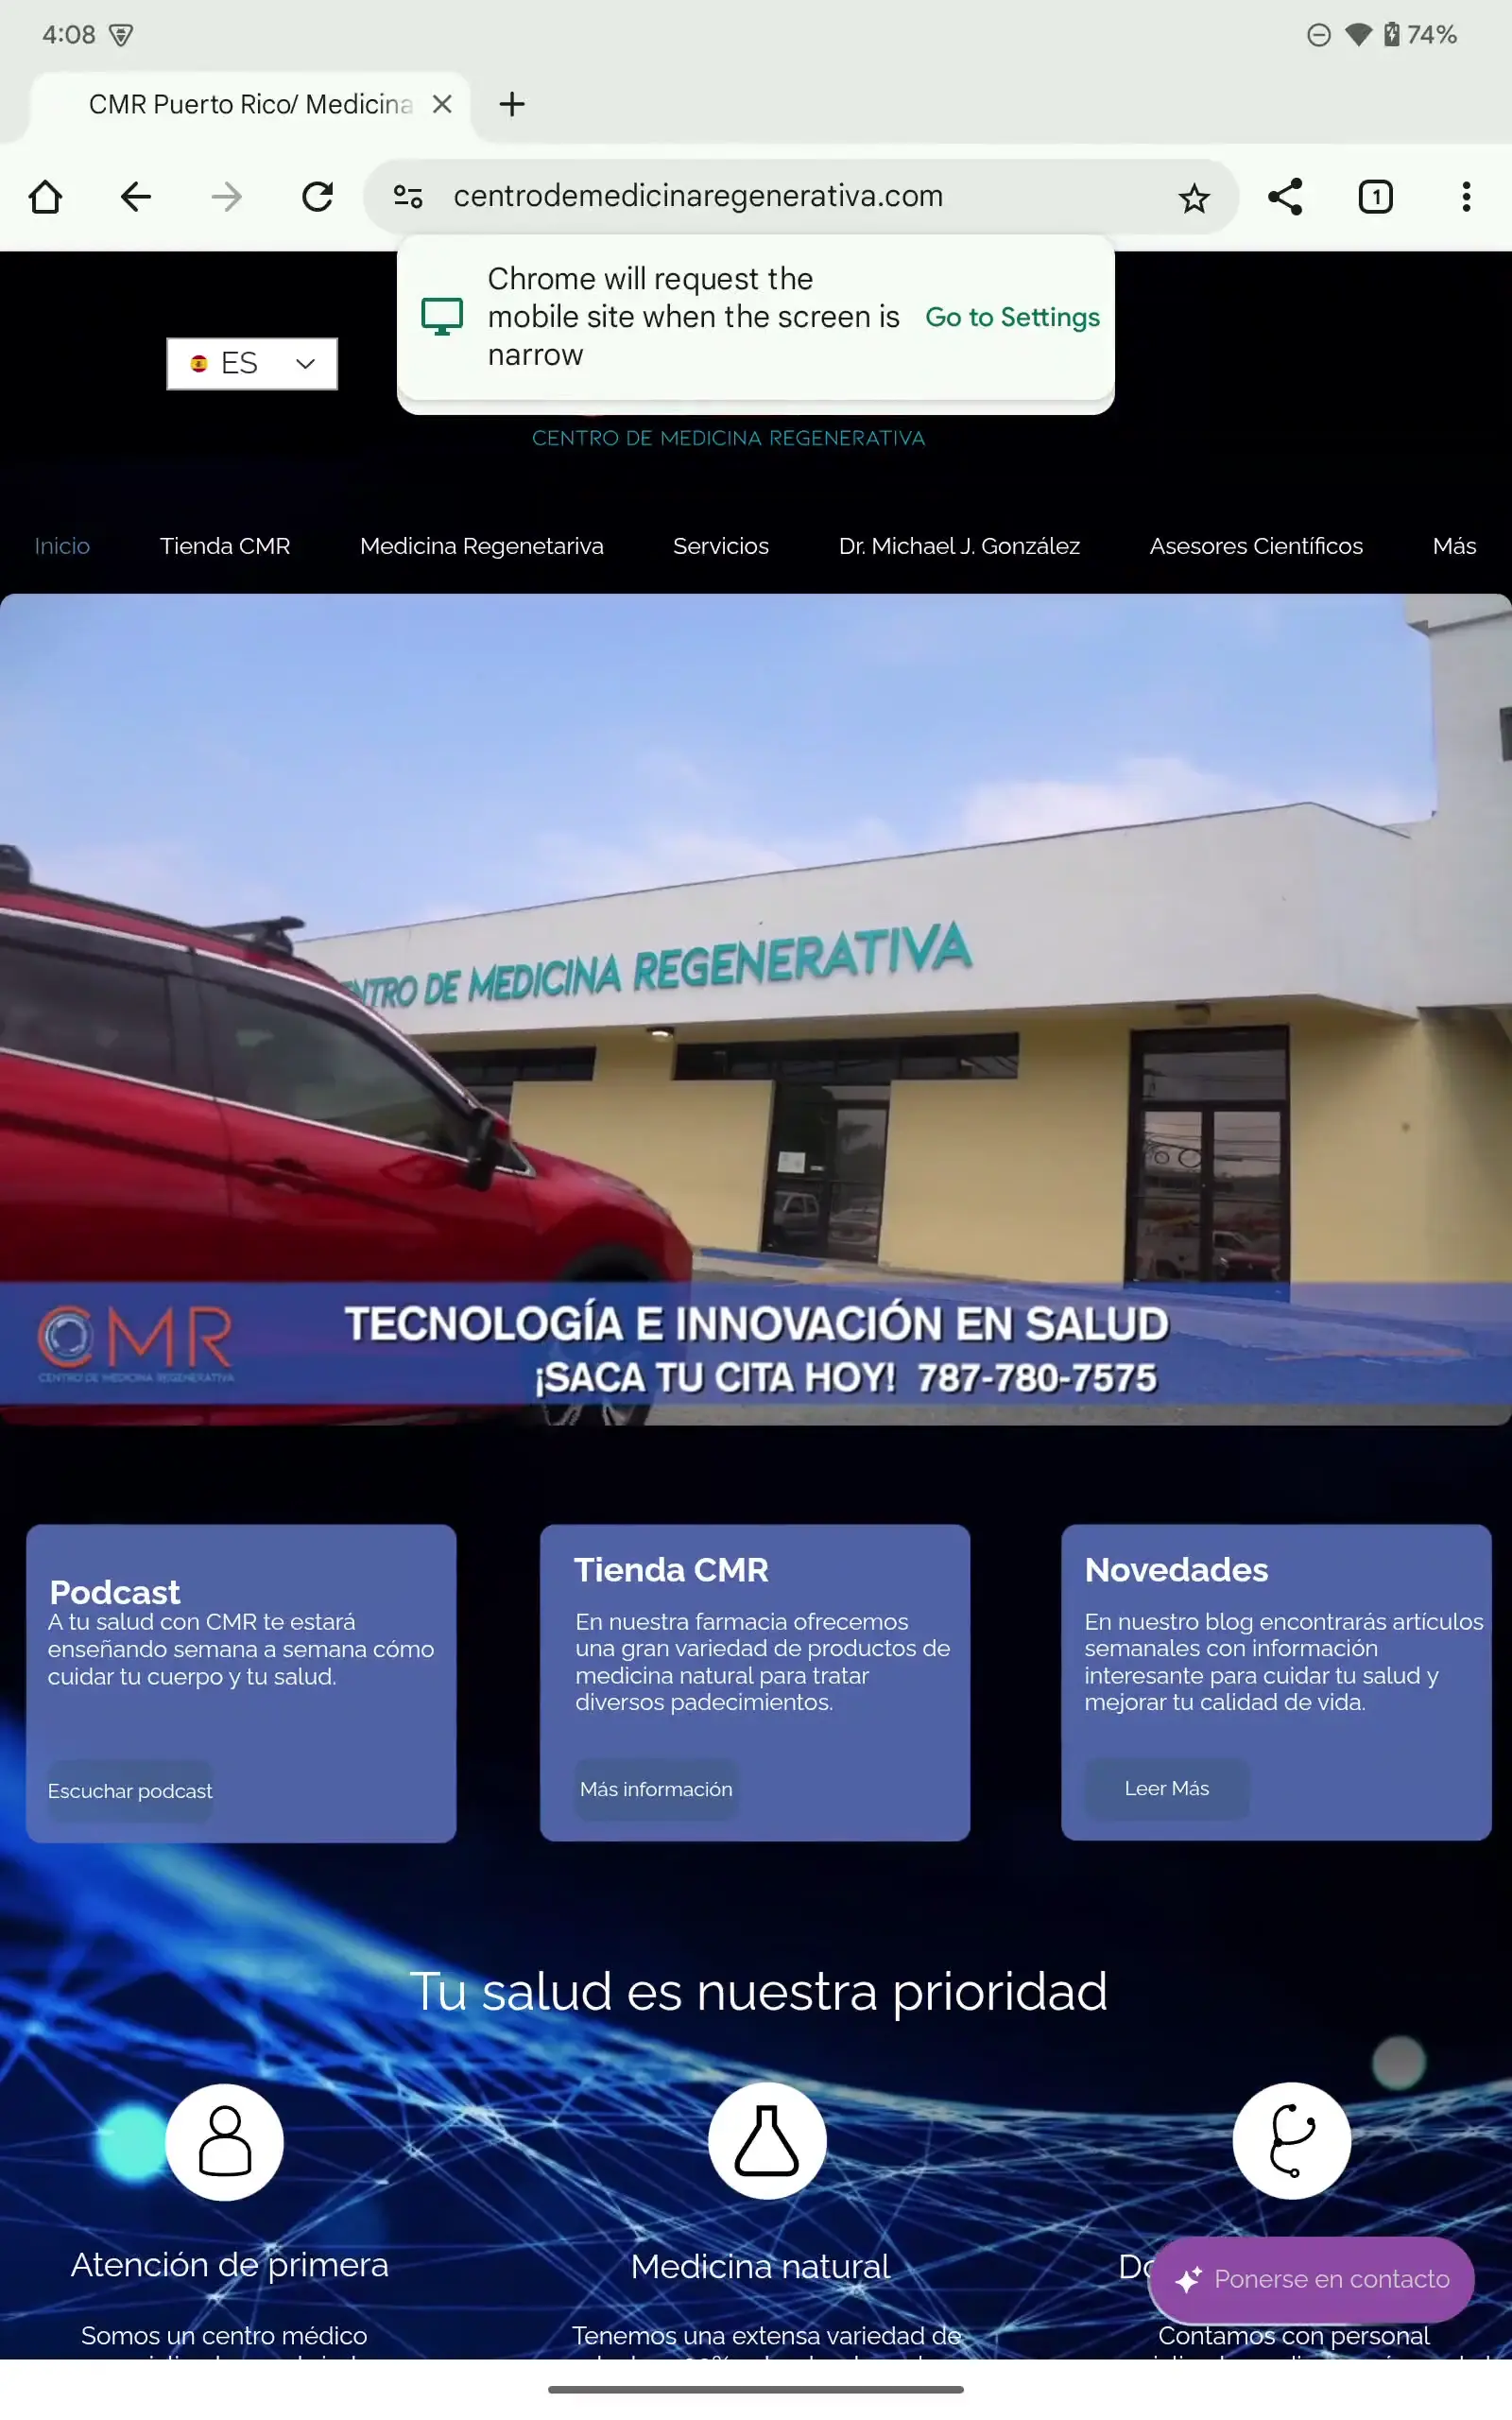 4:08
74%
CMR Puerto Rico/ Medicina
centrodemedicinaregenerativa.com
1
Chrome will request the
mobile site when the screen is
narrow
Go to Settings
ES
CENTRO DE MEDICINA REGENERATIVA
Inicio
Tienda CMR
Medicina Regenetariva
Servicios
Dr. Michael J. González
Asesores Científicos
Más
NTRO DE MEDICINA REGENERATIVA
CMR
CENTRO DE MEDICINA REGENERATIVA
TECNOLOGÍA E INNOVACIÓN EN SALUD
¡SACA TU CITA HOY! 787-780-7575
Podcast
A tu salud con CMR te estará
enseñando semana a semana cómo
cuidar tu cuerpo y tu salud.
Escuchar podcast
Tienda CMR
En nuestra farmacia ofrecemos
una gran variedad de productos de
medicina natural para tratar
diversos padecimientos.
Más información
Novedades
En nuestro blog encontrarás artículos
semanales con información
interesante para cuidar tu salud y
mejorar tu calidad de vida.
Leer Más
Tu salud es nuestra prioridad
Atención de primera
Somos un centro médico
Medicina natural
Tenemos una extensa variedad de
Ponerse en contacto
Contamos con personal